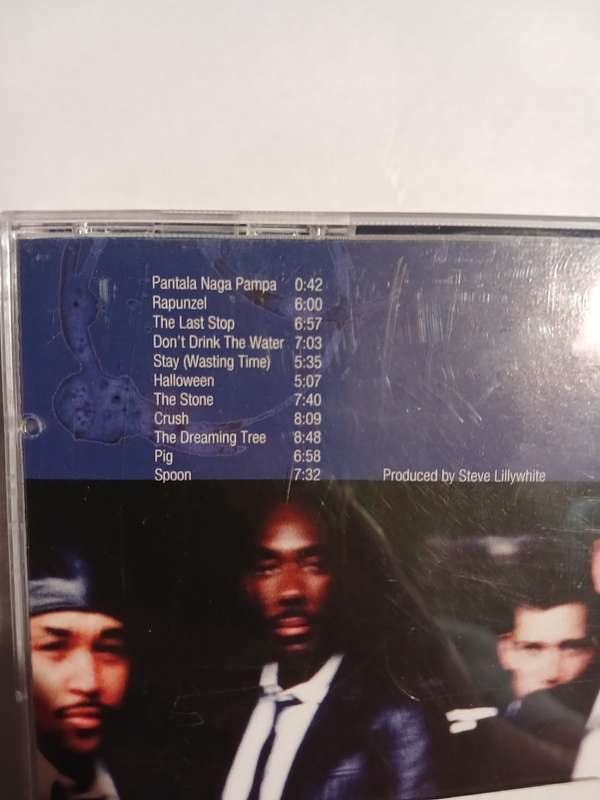 Pantala Naga Pampa 0:42
Rapunzel 6:00
The Last Stop 6:57
Don't Drink The Water 7:03
Stay (Wasting Time) 5:35
Halloween 5:07
The Stone 7:40
Crush 8:09
The Dreaming Tree 8:48
Pig 6:58
Spoon 7:32 Produced by Steve Lillywhite